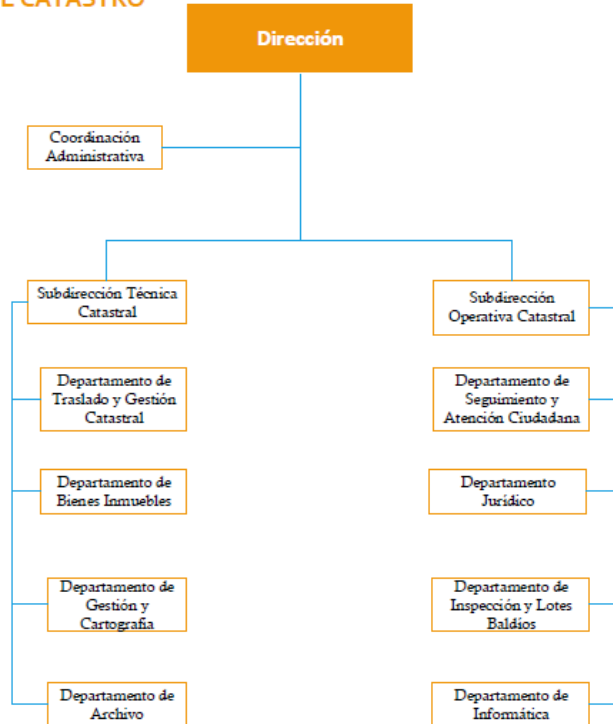 E CATASTRO
Dirección
Coordinación
Administrativa
Subdirección Técnica
Catastral
Subdirección
Operativa Catastral
Departamento de
Traslado y Gestión
Catastral
Departamento de
Seguimiento y
Atención Ciudadana
Departamento de
Bienes Inmuebles
Departamento
Jurídico
Departamento de
Gestión y
Cartografía
Departamento de
Inspección y Lotes
Baldíos
Departamento de
Archivo
Departamento de
Informática